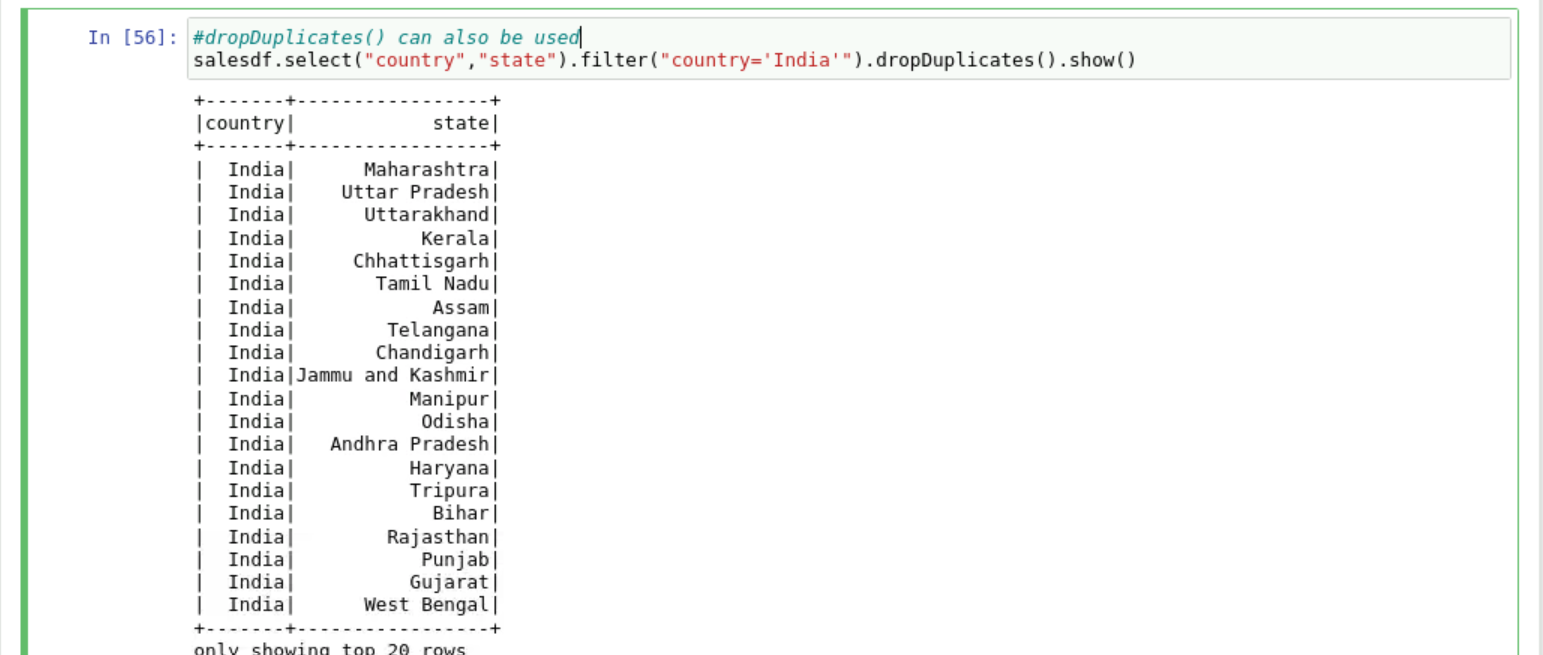 In [56]: #dropDuplicates() can also be used
salesdf.select("country","state").filter("country='India'").dropDuplicates().show()
+-------+-----------------+
|country|            state|
+-------+-----------------+
|  India|      Maharashtra|
|  India|    Uttar Pradesh|
|  India|      Uttarakhand|
|  India|           Kerala|
|  India|     Chhattisgarh|
|  India|       Tamil Nadu|
|  India|            Assam|
|  India|        Telangana|
|  India|       Chandigarh|
|  India|Jammu and Kashmir|
|  India|          Manipur|
|  India|           Odisha|
|  India|   Andhra Pradesh|
|  India|          Haryana|
|  India|          Tripura|
|  India|            Bihar|
|  India|        Rajasthan|
|  India|           Punjab|
|  India|          Gujarat|
|  India|      West Bengal|
+-------+-----------------+
only showing top 20 rows